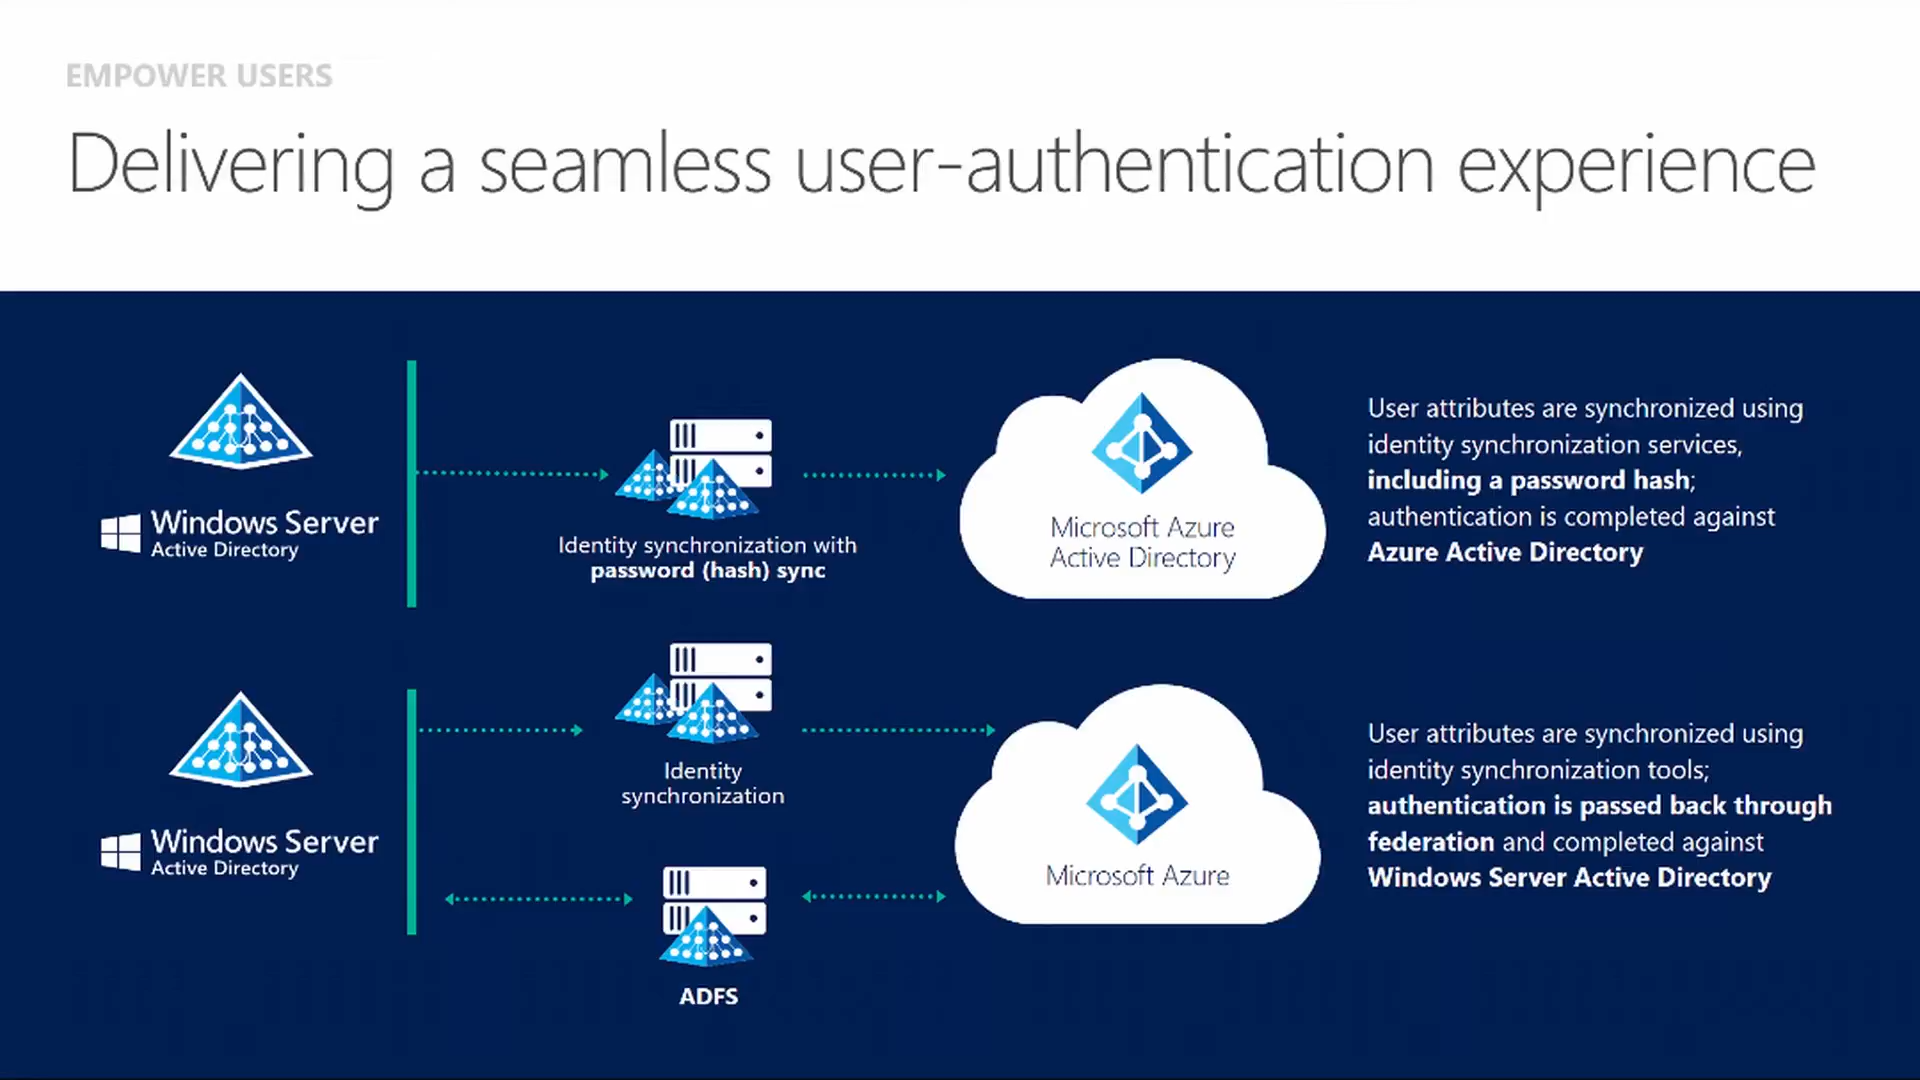 EMPOWER USERS
Delivering a seamless user-authentication experience
Windows Server
Active Directory
Identity synchronization with
password (hash) sync
Microsoft Azure
Active Directory
User attributes are synchronized using
identity synchronization services,
including a password hash;
authentication is completed against
Azure Active Directory
Windows Server
Active Directory
Identity
synchronization
ADFS
Microsoft Azure
User attributes are synchronized using
identity synchronization tools;
authentication is passed back through
federation and completed against
Windows Server Active Directory